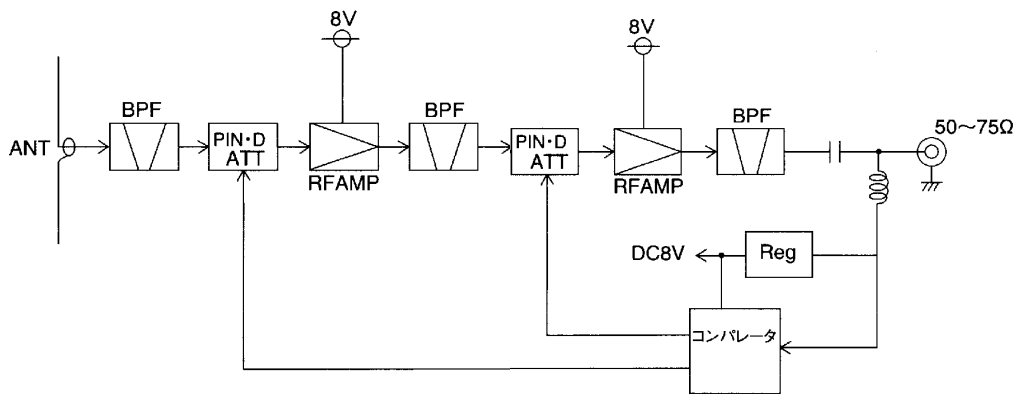 8V
8V
ANT
BPF
PIN・D
ATT
RFAMP
BPF
PIN・D
ATT
RFAMP
BPF
50〜75Ω
DC8V
Reg
コンパレータ